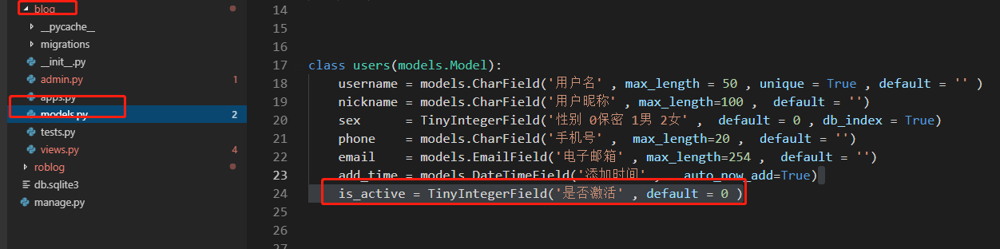 blog
__pycache__
migrations
__init__.py
admin.py 1
apps.py
models.py 2
tests.py
views.py 4
roblog
db.sqlite3
manage.py
14
15
16
17 class users(models.Model):
18 username = models.CharField('用户名' , max_length = 50 , unique = True , default = '' )
19 nickname = models.CharField('用户昵称' , max_length=100 ,  default = '')
20 sex      = TinyIntegerField('性别 0保密 1男 2女' ,  default = 0 , db_index = True)
21 phone    = models.CharField('手机号' ,  max_length=20 ,  default = '')
22 email    = models.EmailField('电子邮箱' , max_length=254 ,  default = '')
23 add_time = models.DateTimeField('添加时间' ,   auto_now_add=True)
24 is_active = TinyIntegerField('是否激活' , default = 0 )
25
26
27